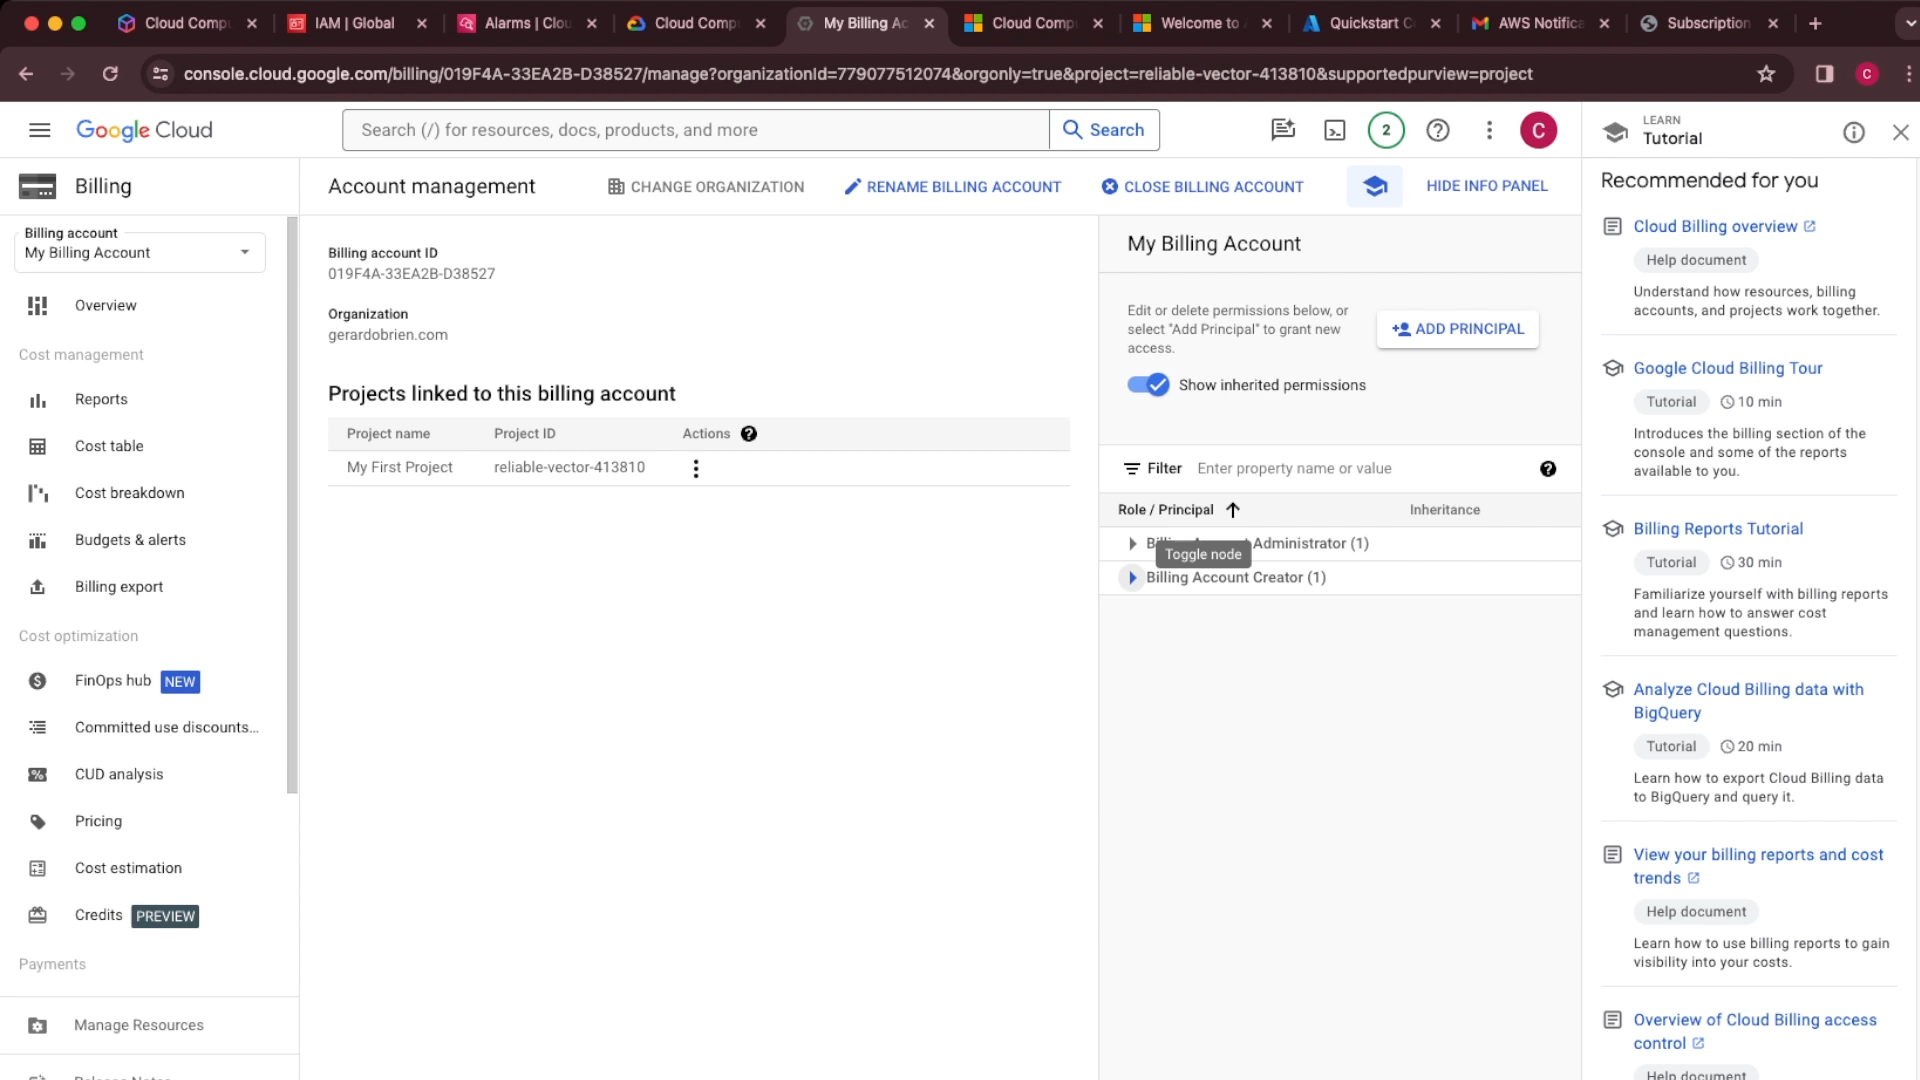 Cloud Comp
IAM | Global
Alarms | Clou
Cloud Comp
My Billing Ac
Cloud Comp
Welcome to
Quickstart C
AWS Notifica
Subscription
console.cloud.google.com/billing/019F4A-33EA2B-D38527/manage?organizationId=779077512074&orgonly=true&project=reliable-vector-413810&supportedpurview=project
C
Google Cloud
Search (/) for resources, docs, products, and more
Search
2
C
LEARN
Tutorial
Billing
Account management
CHANGE ORGANIZATION
RENAME BILLING ACCOUNT
CLOSE BILLING ACCOUNT
HIDE INFO PANEL
Billing account
My Billing Account
Overview
Cost management
Reports
Cost table
Cost breakdown
Budgets & alerts
Billing export
Cost optimization
FinOps hub NEW
Committed use discounts...
CUD analysis
Pricing
Cost estimation
Credits PREVIEW
Payments
Manage Resources
Release Notes
Billing account ID
019F4A-33EA2B-D38527
Organization
gerardobrien.com
Projects linked to this billing account
Project name Project ID Actions
My First Project reliable-vector-413810
My Billing Account
Edit or delete permissions below, or
select "Add Principal" to grant new
access.
ADD PRINCIPAL
Show inherited permissions
Filter Enter property name or value
Role / Principal Inheritance
Administrator (1)
Toggle node
Billing Account Creator (1)
Recommended for you
Cloud Billing overview
Help document
Understand how resources, billing
accounts, and projects work together.
Google Cloud Billing Tour
Tutorial 10 min
Introduces the billing section of the
console and some of the reports
available to you.
Billing Reports Tutorial
Tutorial 30 min
Familiarize yourself with billing reports
and learn how to answer cost
management questions.
Analyze Cloud Billing data with
BigQuery
Tutorial 20 min
Learn how to export Cloud Billing data
to BigQuery and query it.
View your billing reports and cost
trends
Help document
Learn how to use billing reports to gain
visibility into your costs.
Overview of Cloud Billing access
control
Help document